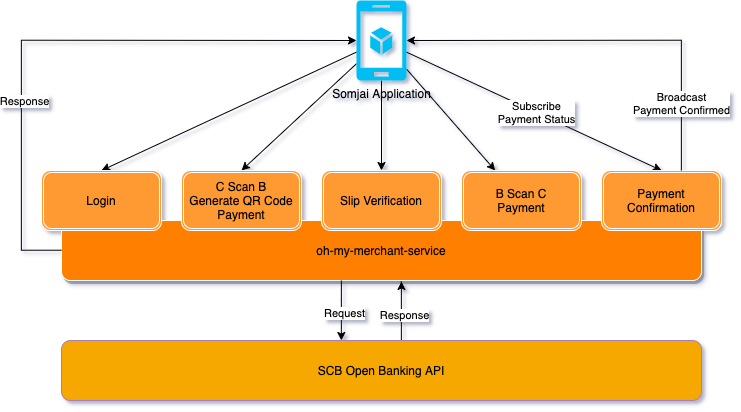 Somjai Application
Response
Subscribe
Payment Status
Broadcast
Payment Confirmed
Login
C Scan B
Generate QR Code
Payment
Slip Verification
B Scan C
Payment
Payment
Confirmation
oh-my-merchant-service
Request
Response
SCB Open Banking API